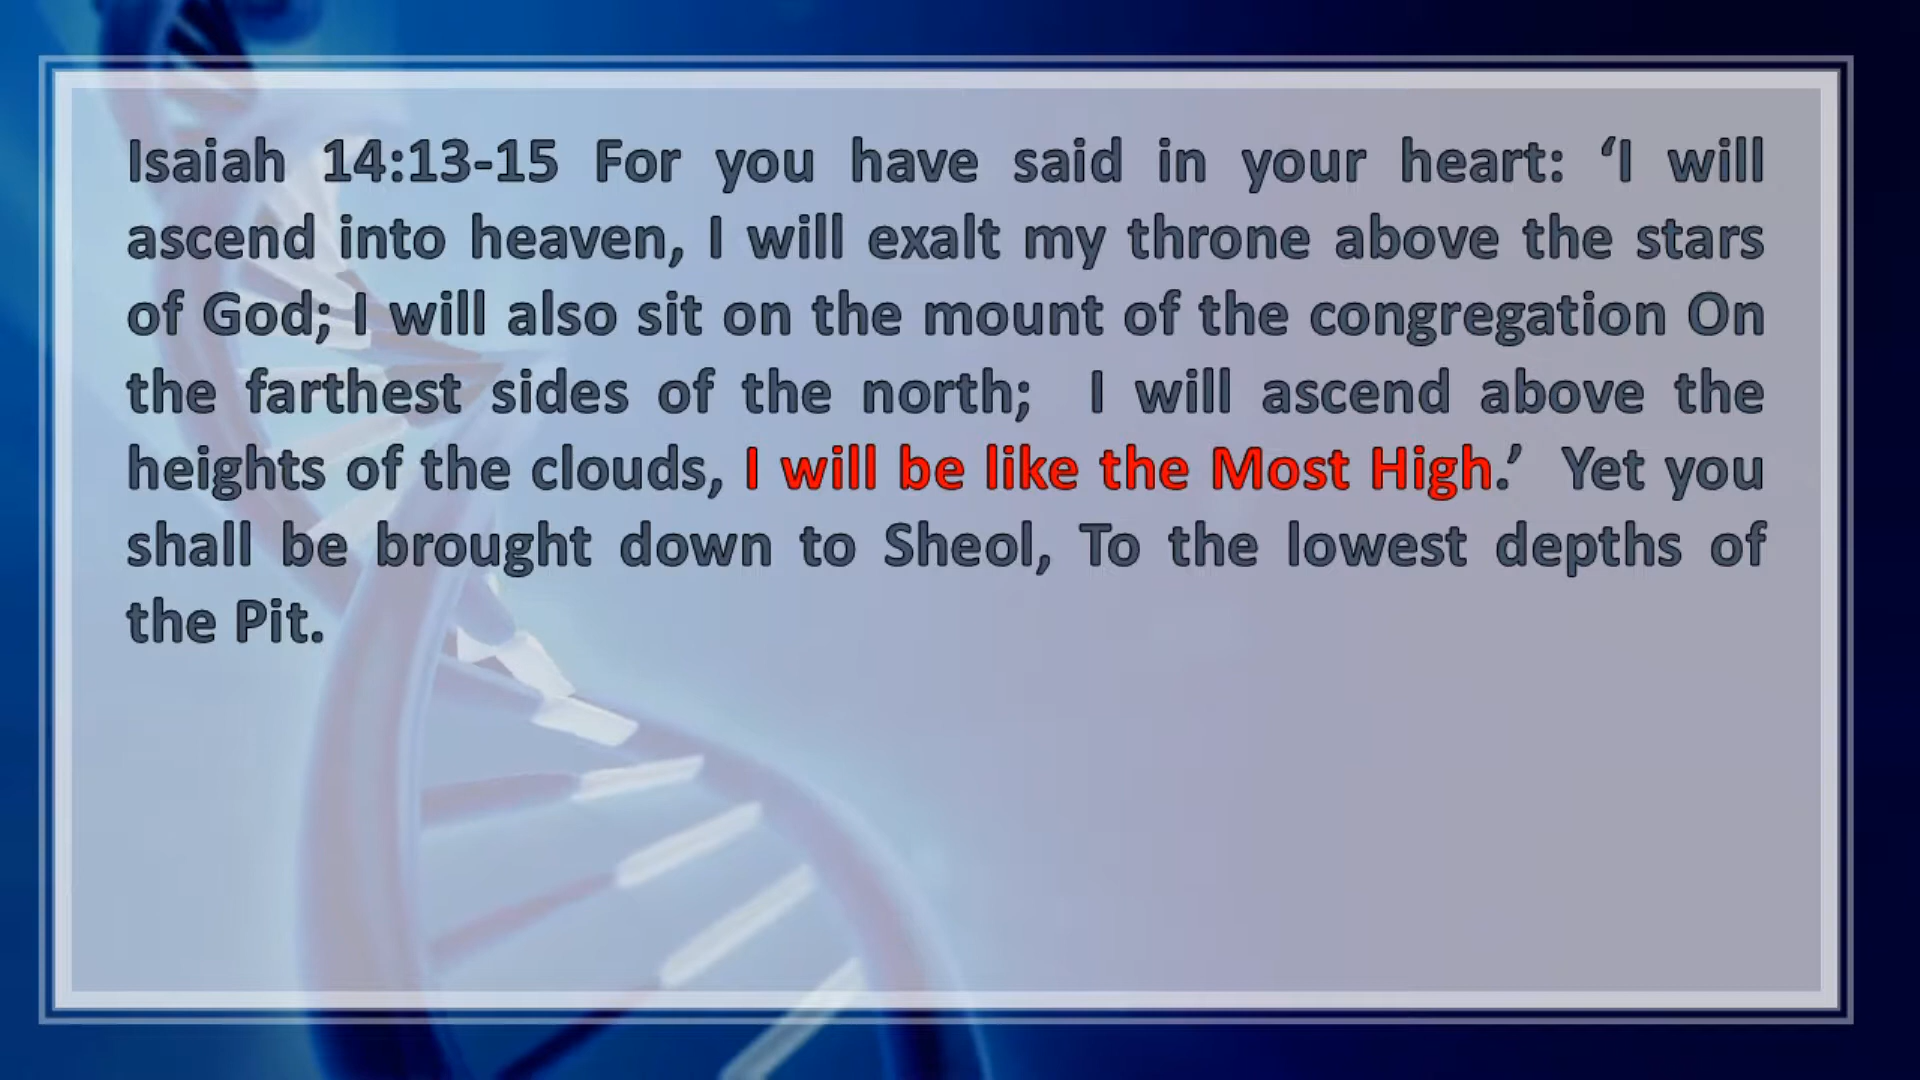 Isaiah 14:13-15 For you have said in your heart: ‘I will
ascend into heaven, I will exalt my throne above the stars
of God; I will also sit on the mount of the congregation On
the farthest sides of the north; I will ascend above the
heights of the clouds, I will be like the Most High.’ Yet you
shall be brought down to Sheol, To the lowest depths of
the Pit.